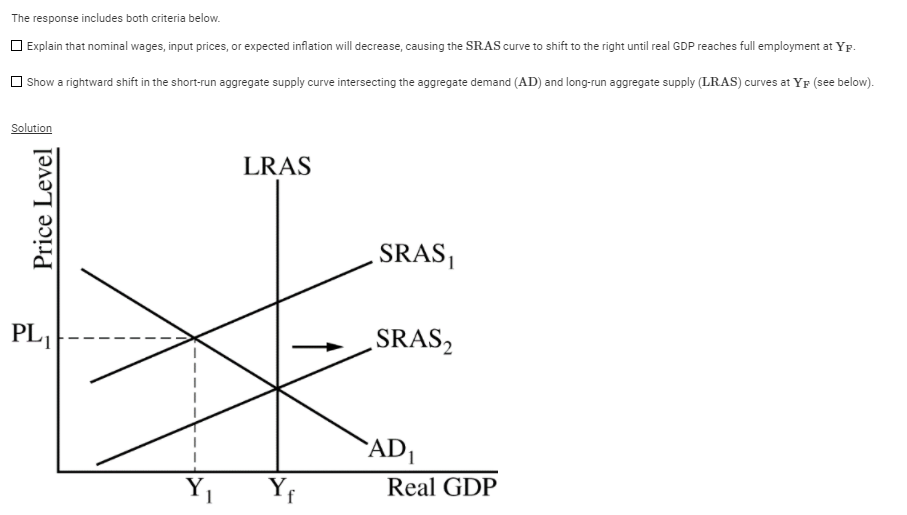 The response includes both criteria below.
Explain that nominal wages, input prices, or expected inflation will decrease, causing the SRAS curve to shift to the right until real GDP reaches full employment at YF.
Show a rightward shift in the short-run aggregate supply curve intersecting the aggregate demand (AD) and long-run aggregate supply (LRAS) curves at YF (see below).
Solution
Price Level
LRAS
SRAS1
PL1
SRAS2
AD1
Y1
Yf
Real GDP